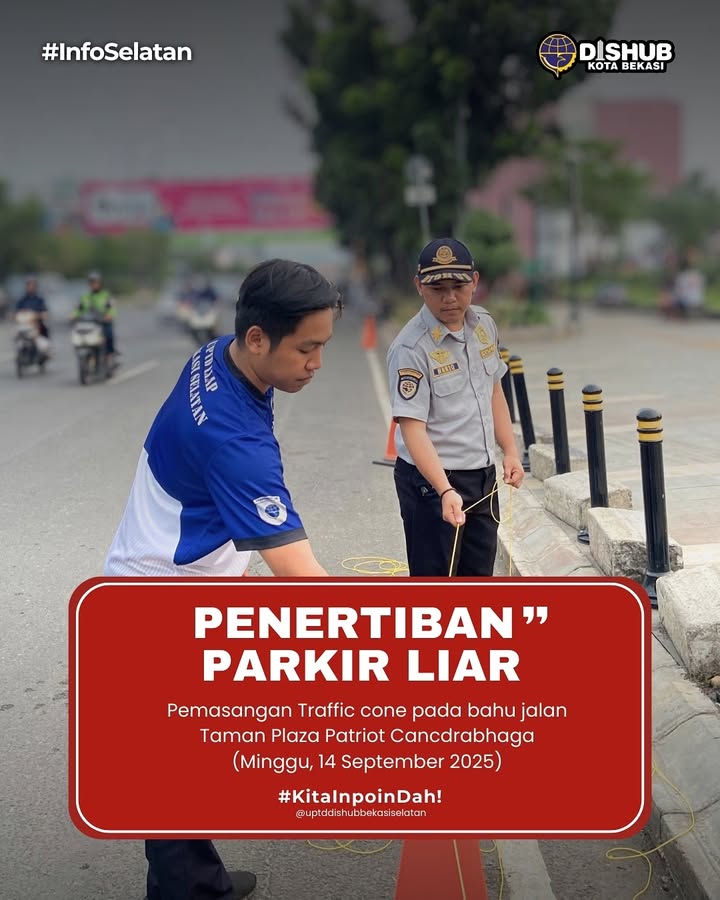 #InfoSelatan
DISHUB
KOTA BEKASI
PENERTIBAN”
PARKIR LIAR
Pemasangan Traffic cone pada bahu jalan
Taman Plaza Patriot Cancdrabhaga
(Minggu, 14 September 2025)
#KitaInpoinDah!
@uptddishubbekasiselatan